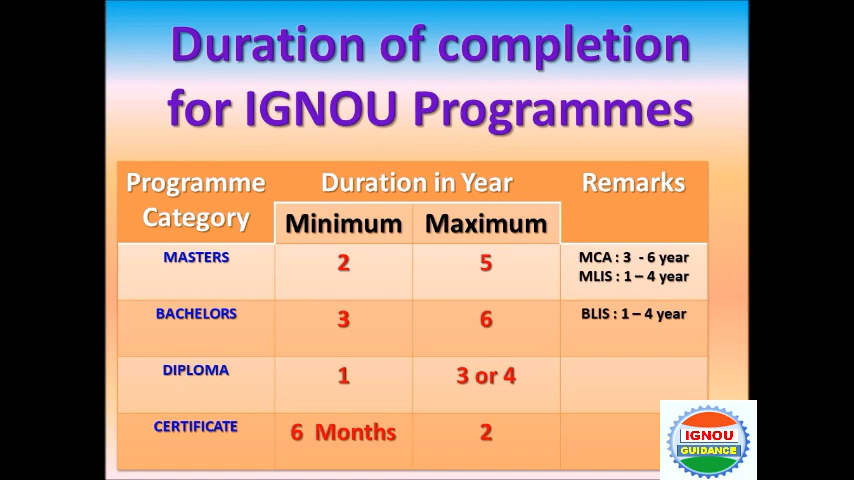 Duration of completion
for IGNOU Programmes
Programme
Category
Duration in Year
Remarks
Minimum
Maximum
MASTERS
2
5
MCA : 3 - 6 year
MLIS : 1 – 4 year
BACHELORS
3
6
BLIS : 1 – 4 year
DIPLOMA
1
3 or 4
CERTIFICATE
6 Months
2
IGNOU
GUIDANCE